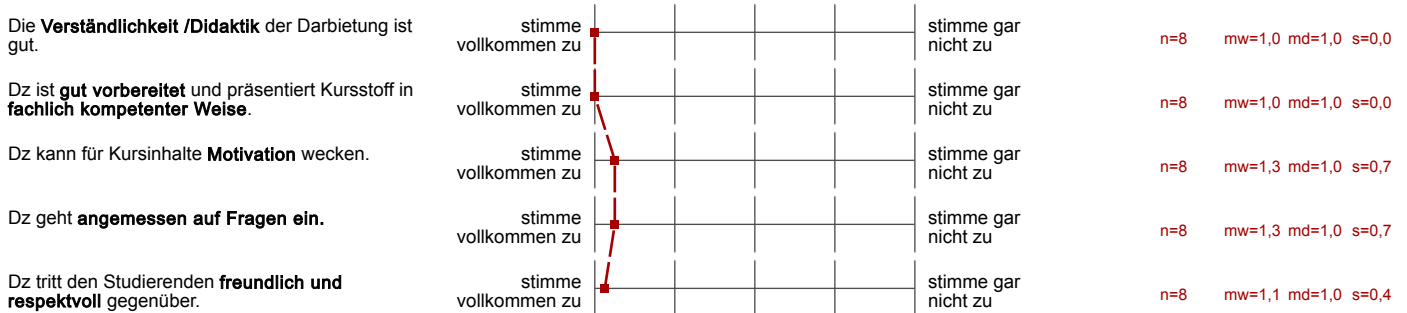 Die Verständlichkeit /Didaktik der Darbietung ist
gut.
stimme
vollkommen zu
stimme gar
nicht zu
n=8 mw=1,0 md=1,0 s=0,0
Dz ist gut vorbereitet und präsentiert Kursstoff in
fachlich kompetenter Weise.
stimme
vollkommen zu
stimme gar
nicht zu
n=8 mw=1,0 md=1,0 s=0,0
Dz kann für Kursinhalte Motivation wecken.
stimme
vollkommen zu
stimme gar
nicht zu
n=8 mw=1,3 md=1,0 s=0,7
Dz geht angemessen auf Fragen ein.
stimme
vollkommen zu
stimme gar
nicht zu
n=8 mw=1,3 md=1,0 s=0,7
Dz tritt den Studierenden freundlich und
respektvoll gegenüber.
stimme
vollkommen zu
stimme gar
nicht zu
n=8 mw=1,1 md=1,0 s=0,4